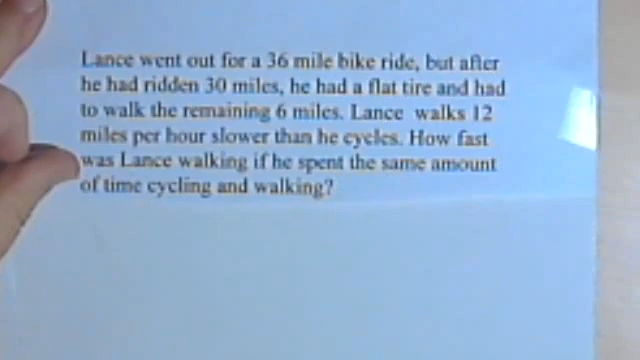 Lance went out for a 36 mile bike ride, but after
he had ridden 30 miles, he had a flat tire and had
to walk the remaining 6 miles. Lance walks 12
miles per hour slower than he cycles. How fast
was Lance walking if he spent the same amount
of time cycling and walking?